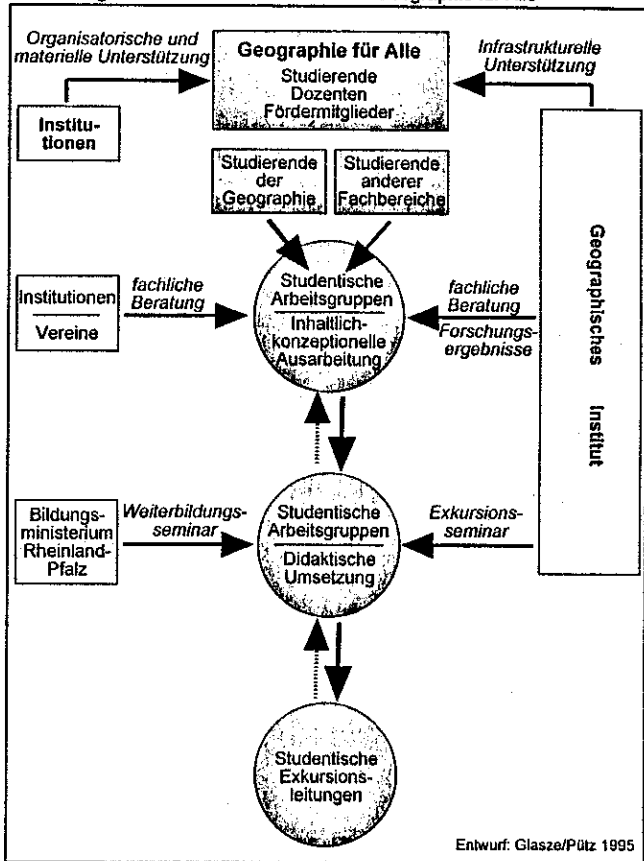 Organisatorische und
materielle Unterstützung
Geographie für Alle
Studierende
Dozenten
Fördermitglieder
Infrastrukturelle
Unterstützung
Institu-
tionen
Studierende
der
Geographie
Studierende
anderer
Fachbereiche
Geographisches
Institut
Institutionen
Vereine
fachliche
Beratung
Studentische
Arbeitsgruppen
Inhaltlich-
konzeptionelle
Ausarbeitung
fachliche
Beratung
Forschungs-
ergebnisse
Bildungs-
ministerium
Rheinland-
Pfalz
Weiterbildungs-
seminar
Studentische
Arbeitsgruppen
Didaktische
Umsetzung
Exkursions-
seminar
Studentische
Exkursions-
leitungen
Entwurf: Glasze/Pütz 1995